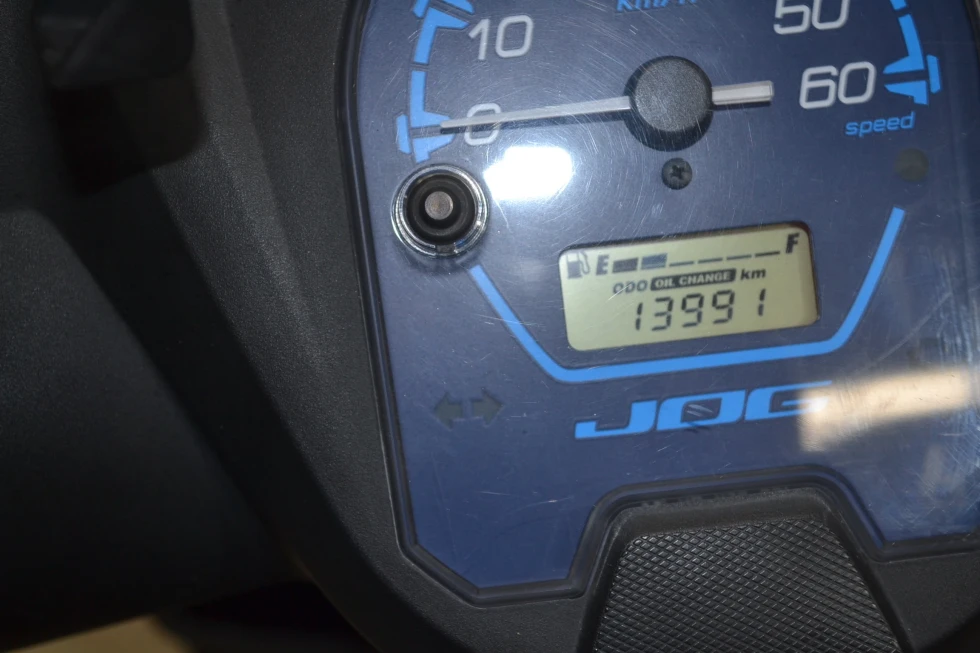 10
50
0
60
speed
E F
ODO OIL CHANGE km
13991
JOG